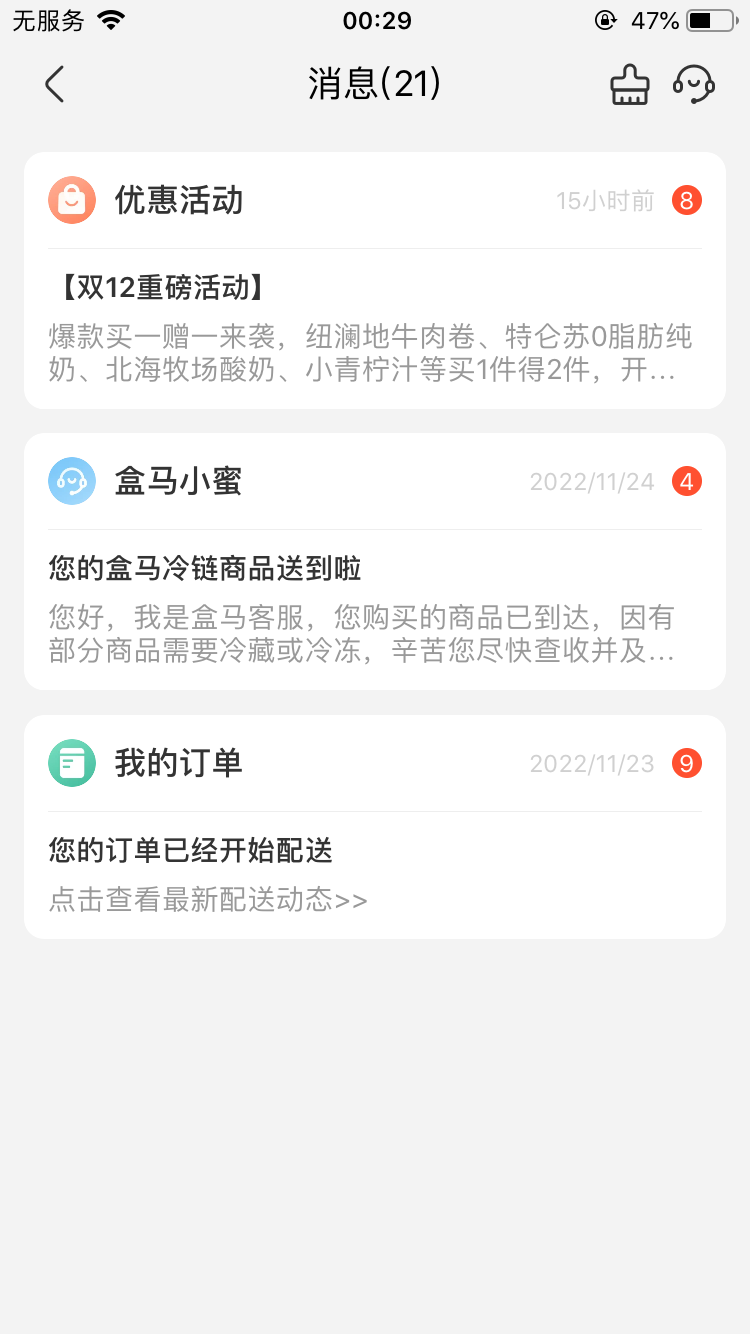 无服务 00:29 47%
消息(21)
优惠活动 15小时前 8
【双12重磅活动】
爆款买一赠一来袭，纽澜地牛肉卷、特仑苏0脂肪纯
奶、北海牧场酸奶、小青柠汁等买1件得2件，开...
盒马小蜜 2022/11/24 4
您的盒马冷链商品送到啦
您好，我是盒马客服，您购买的商品已到达，因有
部分商品需要冷藏或冷冻，辛苦您尽快查收并及...
我的订单 2022/11/23 9
您的订单已经开始配送
点击查看最新配送动态>>